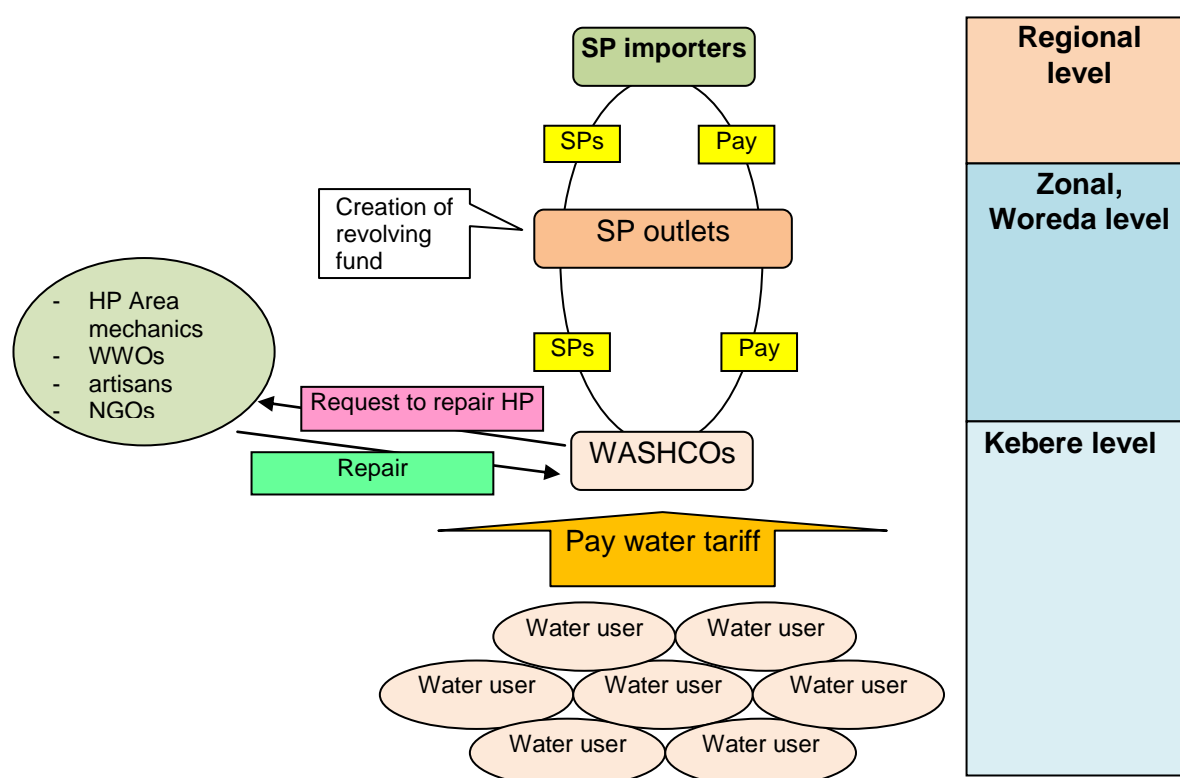 SP importers
Regional
level
SPs
Pay
Zonal,
Woreda level
Creation of
revolving
fund
SP outlets
- HP Area
mechanics
- WWOs
- artisans
- NGOs
SPs
Pay
Request to repair HP
WASHCOs
Kebere level
Repair
Pay water tariff
Water user
Water user
Water user
Water user
Water user
Water user
Water user